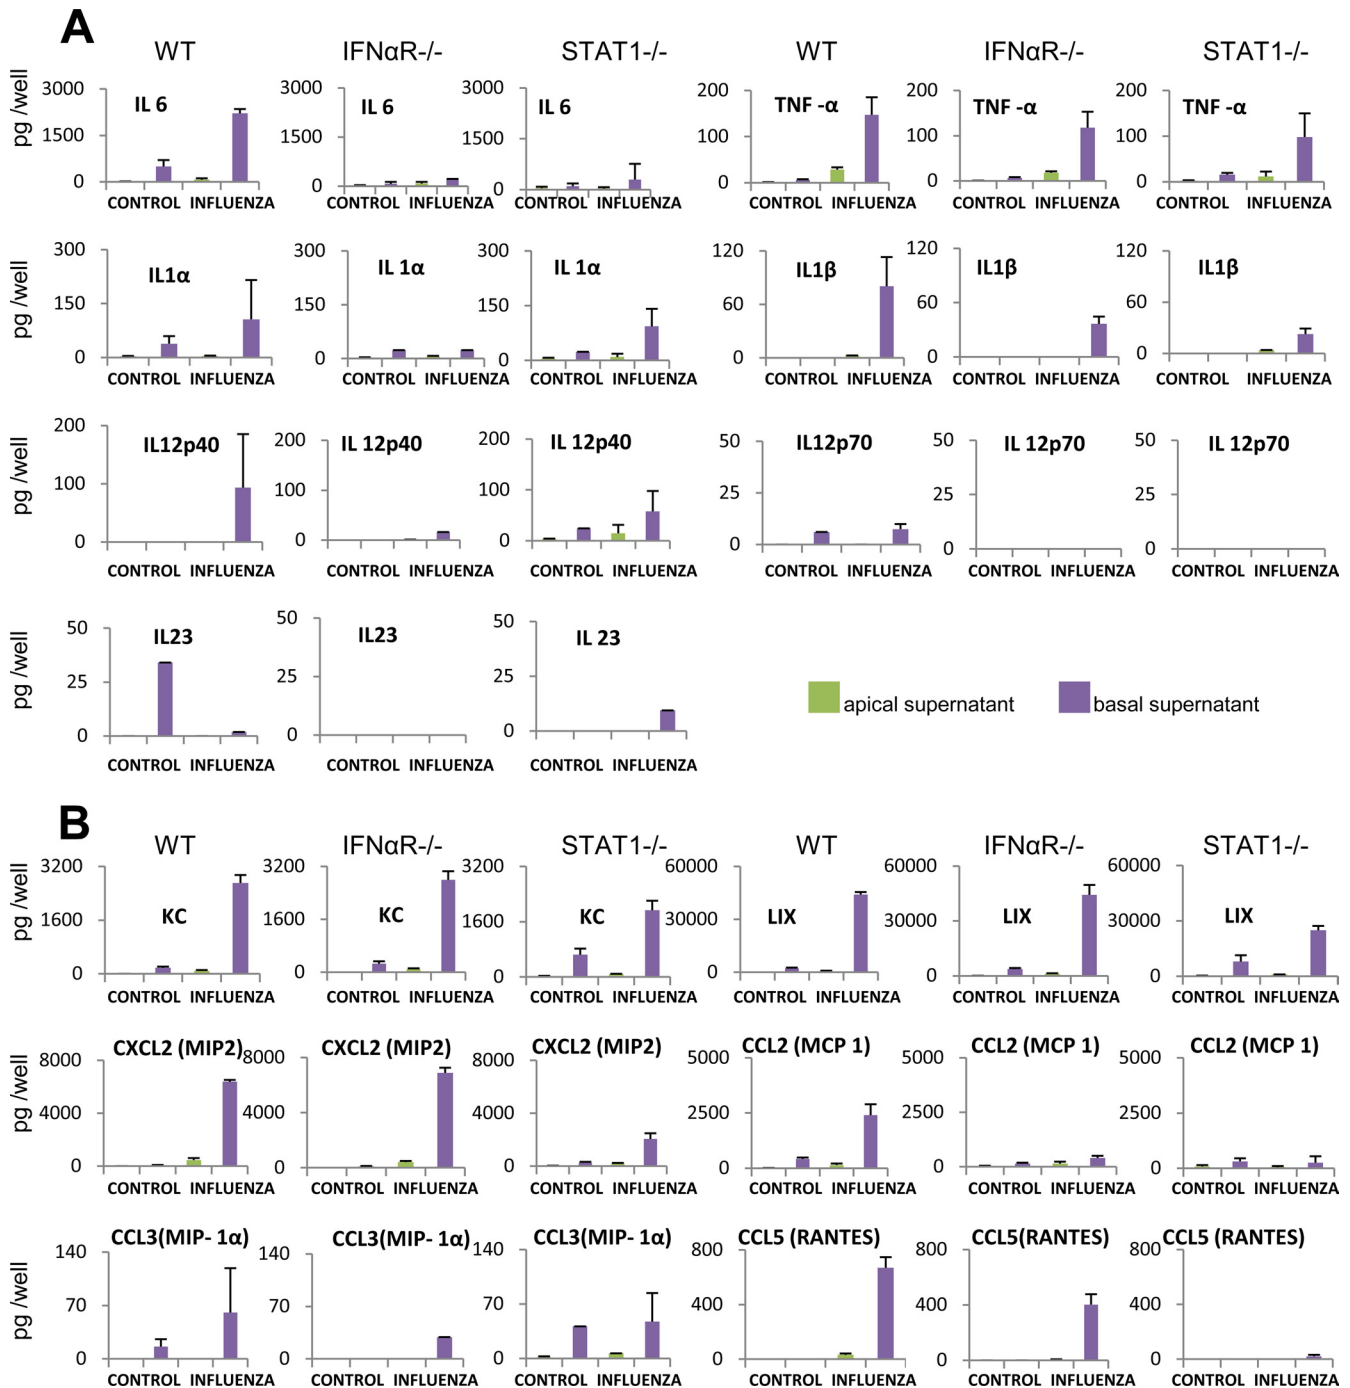 A
WT IFNαR-/- STAT1-/- WT IFNαR-/- STAT1-/-
pg /well
3000 1500 0 IL 6 CONTROL INFLUENZA
3000 1500 0 IL 6 CONTROL INFLUENZA
3000 1500 0 IL 6 CONTROL INFLUENZA
200 100 0 TNF -α CONTROL INFLUENZA
200 100 0 TNF -α CONTROL INFLUENZA
200 100 0 TNF -α CONTROL INFLUENZA
pg /well
300 150 0 IL1α CONTROL INFLUENZA
300 150 0 IL 1α CONTROL INFLUENZA
300 150 0 IL 1α CONTROL INFLUENZA
120 60 0 IL1β CONTROL INFLUENZA
120 60 0 IL1β CONTROL INFLUENZA
120 60 0 IL1β CONTROL INFLUENZA
pg /well
200 100 0 IL12p40 CONTROL INFLUENZA
200 100 0 IL 12p40 CONTROL INFLUENZA
200 100 0 IL 12p40 CONTROL INFLUENZA
50 25 0 IL12p70 CONTROL INFLUENZA
50 25 0 IL 12p70 CONTROL INFLUENZA
50 25 0 IL 12p70 CONTROL INFLUENZA
pg /well
50 25 0 IL23 CONTROL INFLUENZA
50 25 0 IL23 CONTROL INFLUENZA
50 25 0 IL 23 CONTROL INFLUENZA
apical supernatant basal supernatant
B
WT IFNαR-/- STAT1-/- WT IFNαR-/- STAT1-/-
pg /well
3200 1600 0 KC CONTROL INFLUENZA
3200 1600 0 KC CONTROL INFLUENZA
3200 1600 0 KC CONTROL INFLUENZA
60000 30000 0 LIX CONTROL INFLUENZA
60000 30000 0 LIX CONTROL INFLUENZA
60000 30000 0 LIX CONTROL INFLUENZA
pg /well
8000 4000 0 CXCL2 (MIP2) CONTROL INFLUENZA
8000 4000 0 CXCL2 (MIP2) CONTROL INFLUENZA
8000 4000 0 CXCL2 (MIP2) CONTROL INFLUENZA
5000 2500 0 CCL2 (MCP 1) CONTROL INFLUENZA
5000 2500 0 CCL2 (MCP 1) CONTROL INFLUENZA
5000 2500 0 CCL2 (MCP 1) CONTROL INFLUENZA
pg /well
140 70 0 CCL3(MIP- 1α) CONTROL INFLUENZA
140 70 0 CCL3(MIP- 1α) CONTROL INFLUENZA
140 70 0 CCL3(MIP- 1α) CONTROL INFLUENZA
800 400 0 CCL5 (RANTES) CONTROL INFLUENZA
800 400 0 CCL5(RANTES) CONTROL INFLUENZA
800 400 0 CCL5 (RANTES) CONTROL INFLUENZA